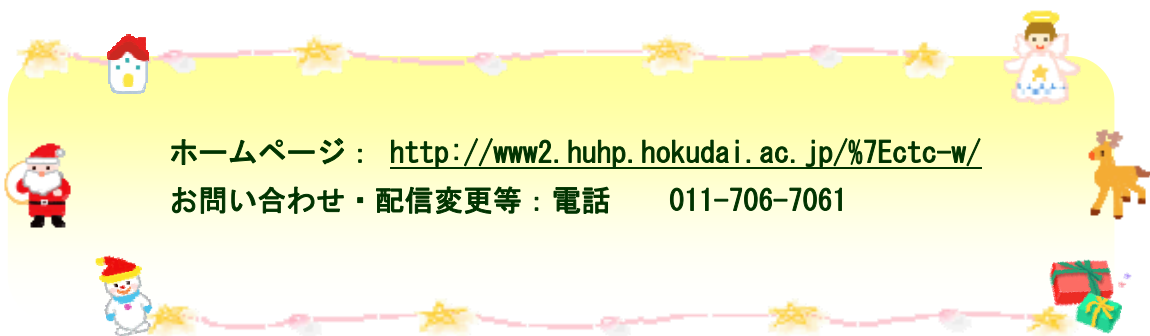 ホームページ： http://www2.huhp.hokudai.ac.jp/%7Ectc-w/
お問い合わせ・配信変更等：電話　　011-706-7061